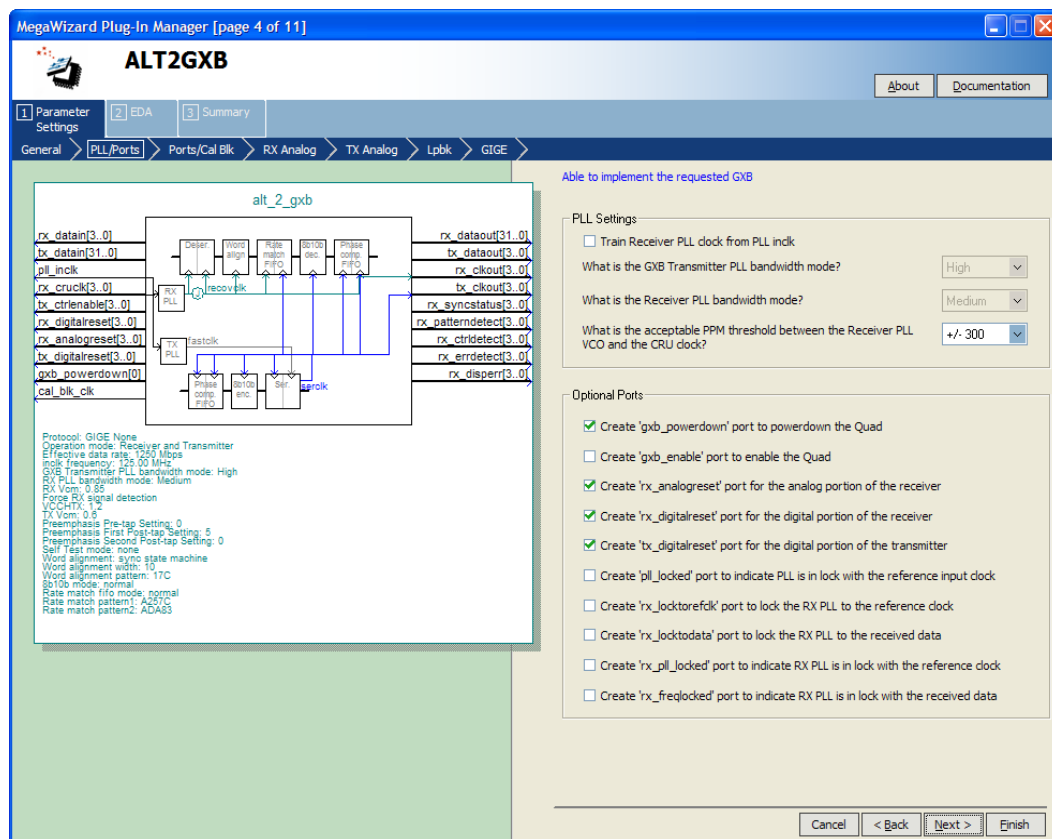 MegaWizard Plug-In Manager [page 4 of 11]
ALT2GXB
About
Documentation
1 Parameter Settings
2 EDA
3 Summary
General
PLL/Ports
Ports/Cal Blk
RX Analog
TX Analog
Lpbk
GIGE
alt_2_gxb
rx_datain[3..0]
tx_datain[31..0]
pll_inclk
rx_cruclk[3..0]
tx_ctrlenable[3..0]
rx_digitalreset[3..0]
rx_analogreset[3..0]
tx_digitalreset[3..0]
gxb_powerdown[0]
cal_blk_clk
Deser.
Word align
Rate match FIFO
8b10b dec.
Phase comp. FIFO
RX PLL
recovclk
TX PLL
fastclk
Phase comp. FIFO
8b10b enc.
Ser.
serclk
rx_dataout[31..0]
tx_dataout[3..0]
rx_clkout[3..0]
tx_clkout[3..0]
rx_syncstatus[3..0]
rx_patterndetect[3..0]
rx_ctrldetect[3..0]
rx_errdetect[3..0]
rx_disperr[3..0]
Protocol: GIGE None
Operation mode: Receiver and Transmitter
Effective data rate: 1250 Mbps
inclk frequency: 125.00 MHz
GXB Transmitter PLL bandwidth mode: High
RX PLL bandwidth mode: Medium
RX Vcm: 0.85
Force RX signal detection
VCCHTX: 1.2
TX Vcm: 0.6
Preemphasis Pre-tap Setting: 0
Preemphasis First Post-tap Setting: 5
Preemphasis Second Post-tap Setting: 0
Self Test mode: none
Word alignment: sync state machine
Word alignment width: 10
Word alignment pattern: 17C
8b10b mode: normal
Rate match fifo mode: normal
Rate match pattern1: A257C
Rate match pattern2: ADA83
Able to implement the requested GXB
PLL Settings
Train Receiver PLL clock from PLL inclk
What is the GXB Transmitter PLL bandwidth mode?
High
What is the Receiver PLL bandwidth mode?
Medium
What is the acceptable PPM threshold between the Receiver PLL
VCO and the CRU clock?
+/- 300
Optional Ports
Create 'gxb_powerdown' port to powerdown the Quad
Create 'gxb_enable' port to enable the Quad
Create 'rx_analogreset' port for the analog portion of the receiver
Create 'rx_digitalreset' port for the digital portion of the receiver
Create 'tx_digitalreset' port for the digital portion of the transmitter
Create 'pll_locked' port to indicate PLL is in lock with the reference input clock
Create 'rx_locktorefclk' port to lock the RX PLL to the reference clock
Create 'rx_locktodata' port to lock the RX PLL to the received data
Create 'rx_pll_locked' port to indicate RX PLL is in lock with the reference clock
Create 'rx_freqlocked' port to indicate RX PLL is in lock with the received data
Cancel
< Back
Next >
Finish